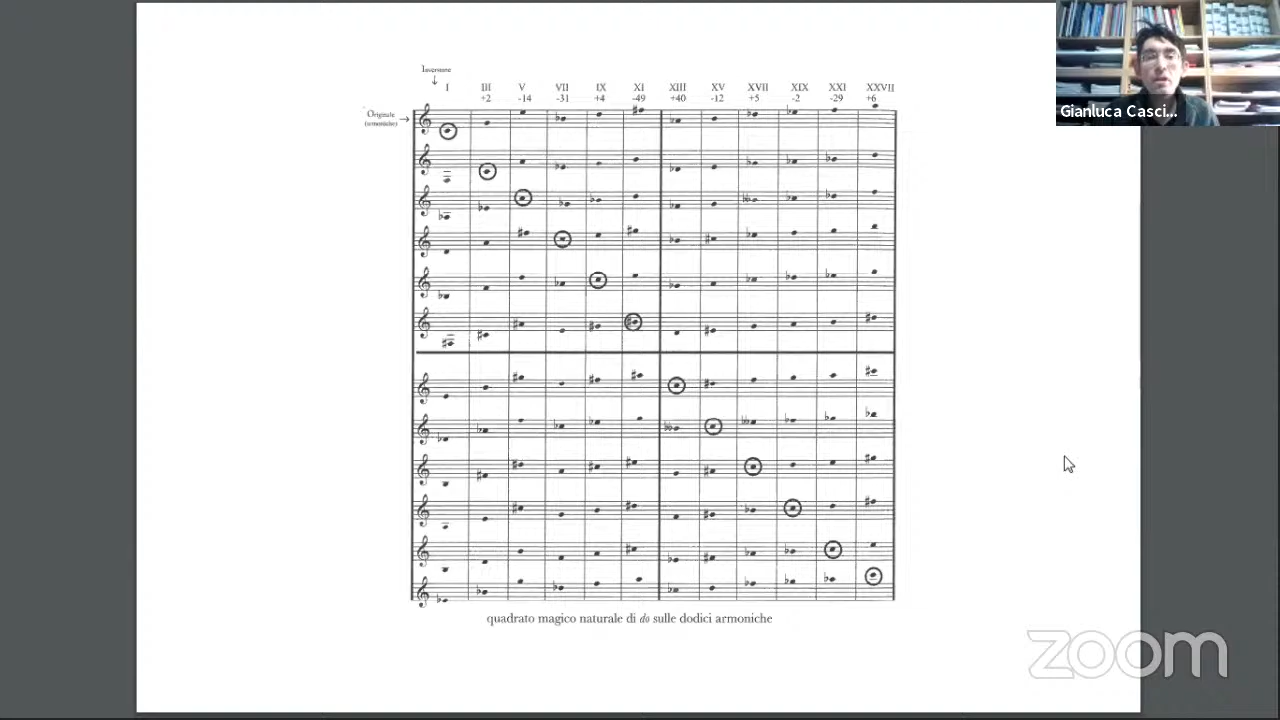 Inversione
I III V VII IX XI XIII XV XVII XIX XXI XXVII
+2 -14 -31 +4 -49 +40 -12 +5 -2 -29 +6
Originale
(armoniche)
quadrato magico naturale di do sulle dodici armoniche
Gianluca Casci...
zoom